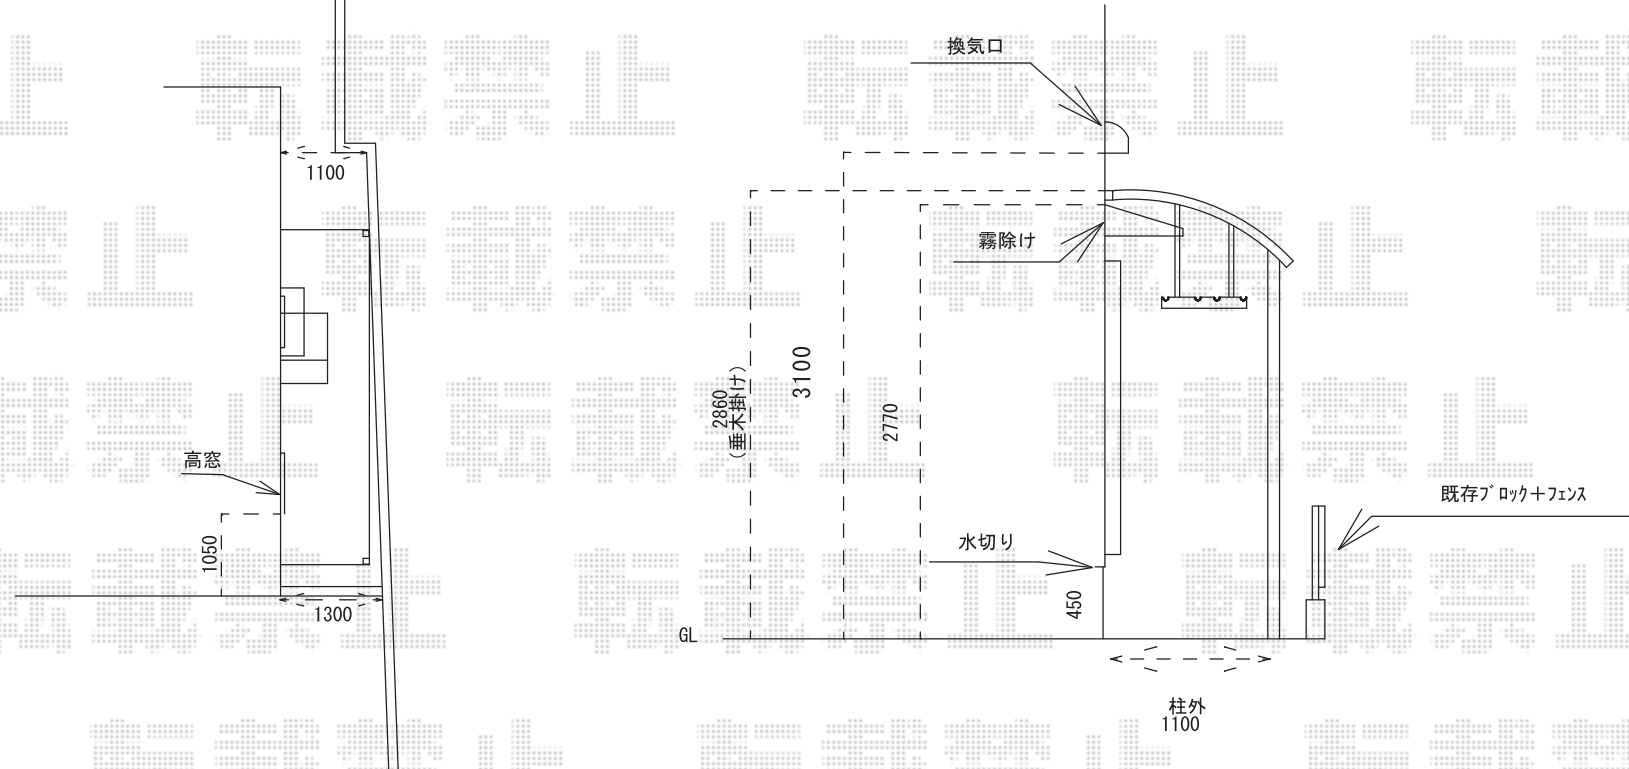 換気口
1100
霧除け
2860
(垂木掛け)
3100
2770
高窓
1050
1300
水切り
既存ﾌﾞﾛｯｸ+ﾌｪﾝｽ
450
GL
柱外
1100
転載禁止